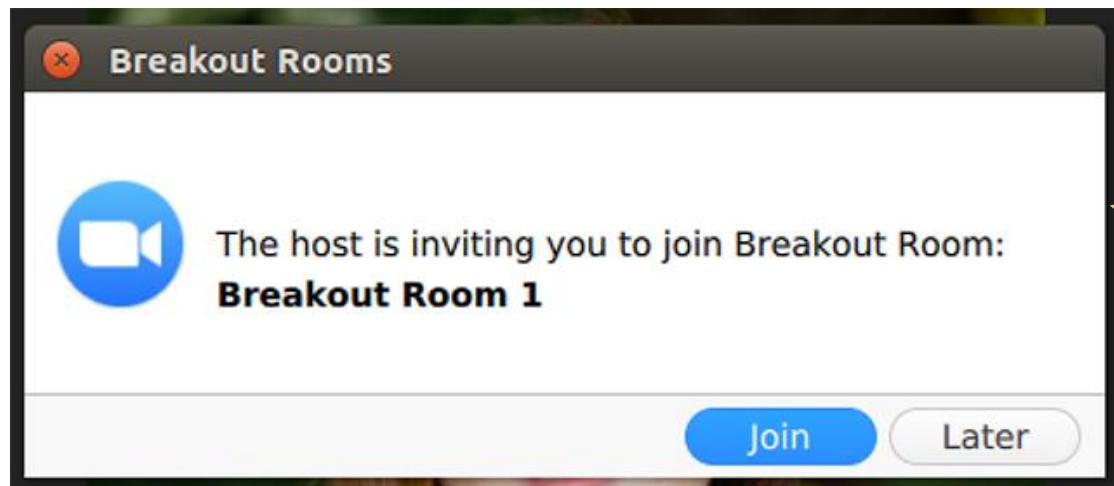 Breakout Rooms
The host is inviting you to join Breakout Room:
Breakout Room 1
Join
Later